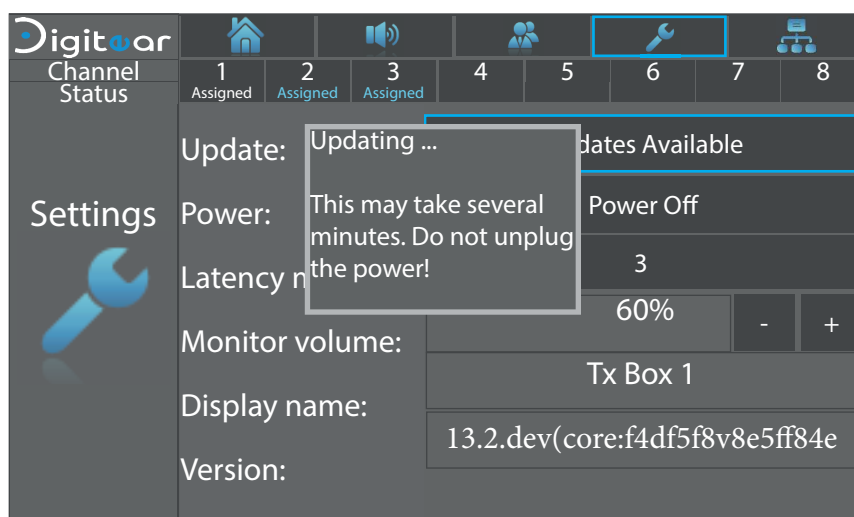 Digitear
Channel
Status
1 2 3 4 5 6 7 8
Assigned Assigned Assigned
Settings
Update:
dates Available
Updating ...
This may take several
minutes. Do not unplug
the power!
Power:
Power Off
Latency
3
Monitor volume:
60% - +
Display name:
Tx Box 1
Version:
13.2.dev(core:f4df5f8v8e5ff84e